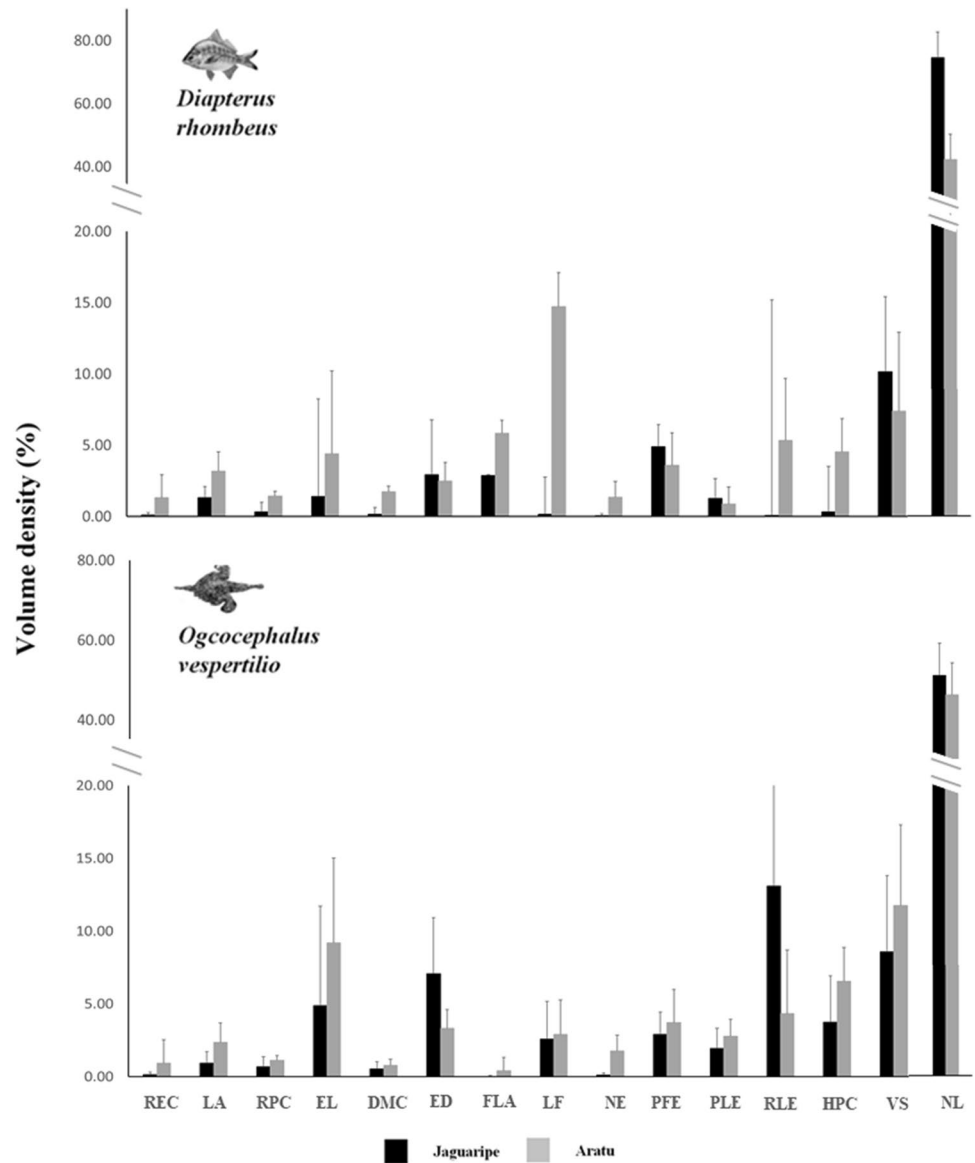 80.00
60.00
40.00
20.00
15.00
10.00
5.00
0.00
Diapterus
rhombeus
Volume density (%)
80.00
60.00
40.00
20.00
15.00
10.00
5.00
0.00
Ogcocephalus
vespertilio
REC LA RPC EL DMC ED FLA LF NE PFE PLE RLE HPC VS NL
Jaguaripe Aratu